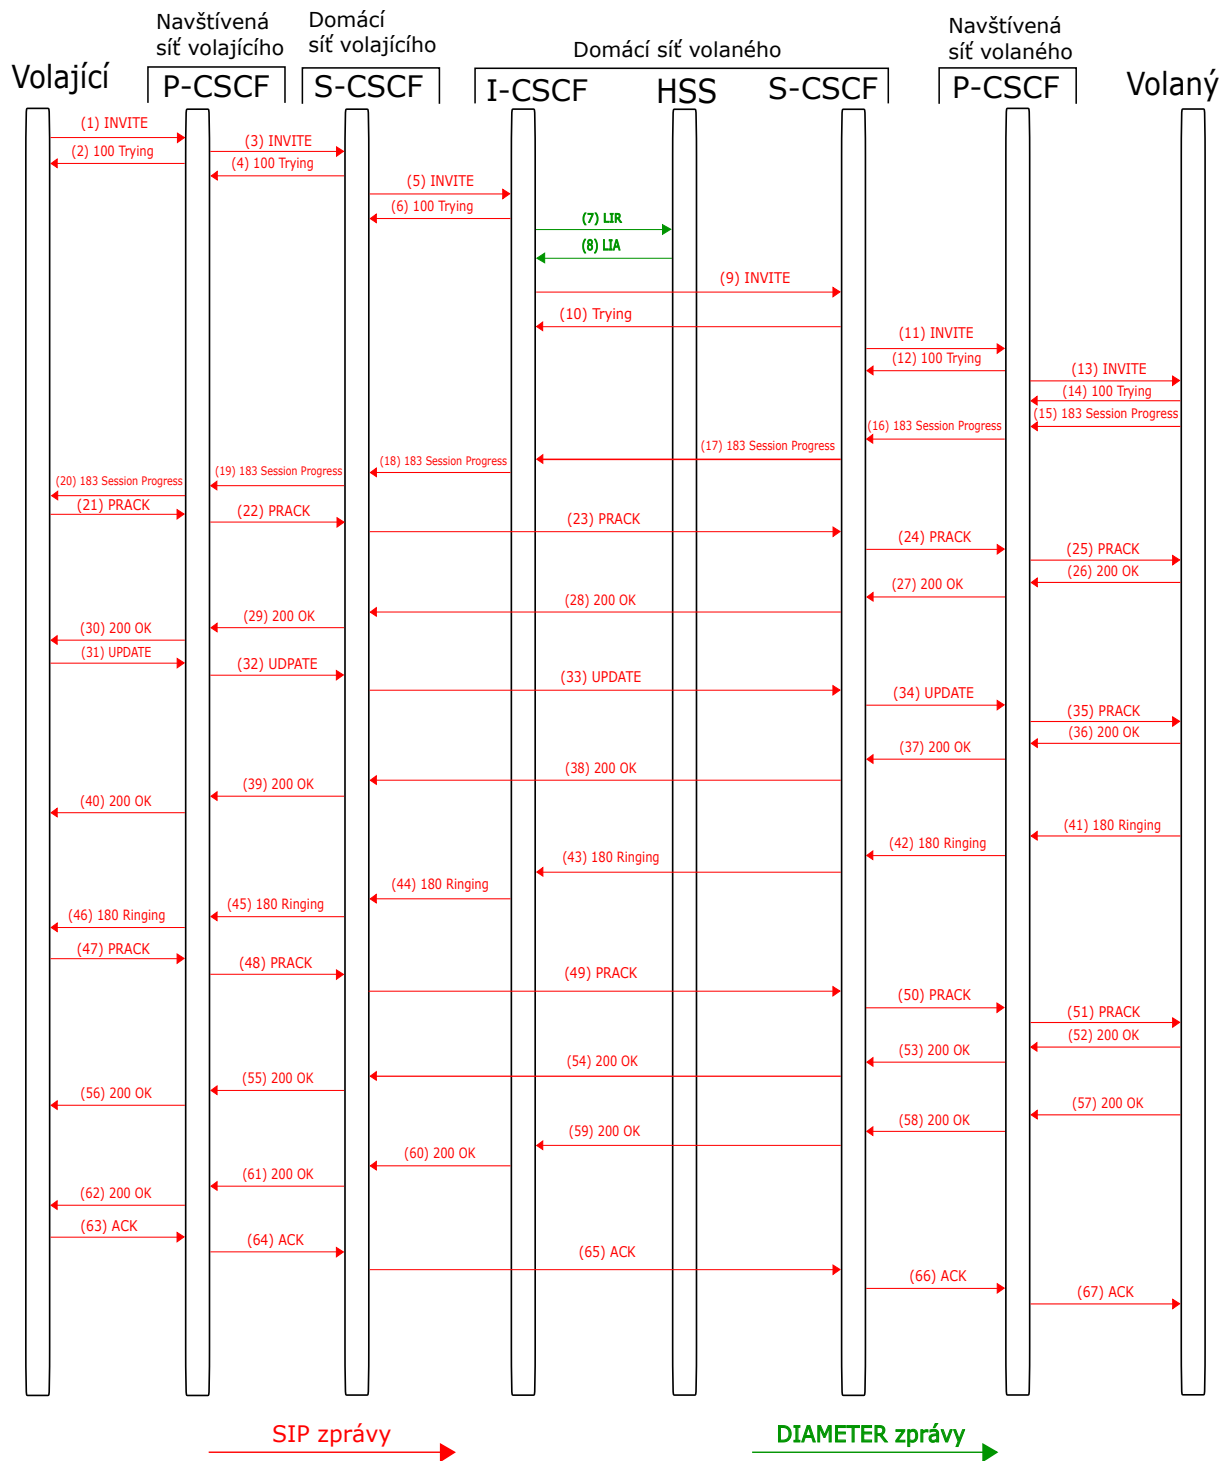 Navštívená
síť volajícího
Domácí
síť volajícího
Domácí síť volaného
Navštívená
síť volaného
Volající
P-CSCF
S-CSCF
I-CSCF
HSS
S-CSCF
P-CSCF
Volaný
(1) INVITE
(2) 100 Trying
(3) INVITE
(4) 100 Trying
(5) INVITE
(6) 100 Trying
(7) LIR
(8) LIA
(9) INVITE
(10) Trying
(11) INVITE
(12) 100 Trying
(13) INVITE
(14) 100 Trying
(15) 183 Session Progress
(16) 183 Session Progress
(17) 183 Session Progress
(18) 183 Session Progress
(19) 183 Session Progress
(20) 183 Session Progress
(21) PRACK
(22) PRACK
(23) PRACK
(24) PRACK
(25) PRACK
(26) 200 OK
(27) 200 OK
(28) 200 OK
(29) 200 OK
(30) 200 OK
(31) UPDATE
(32) UDPATE
(33) UPDATE
(34) UPDATE
(35) PRACK
(36) 200 OK
(37) 200 OK
(38) 200 OK
(39) 200 OK
(40) 200 OK
(41) 180 Ringing
(42) 180 Ringing
(43) 180 Ringing
(44) 180 Ringing
(45) 180 Ringing
(46) 180 Ringing
(47) PRACK
(48) PRACK
(49) PRACK
(50) PRACK
(51) PRACK
(52) 200 OK
(53) 200 OK
(54) 200 OK
(55) 200 OK
(56) 200 OK
(57) 200 OK
(58) 200 OK
(59) 200 OK
(60) 200 OK
(61) 200 OK
(62) 200 OK
(63) ACK
(64) ACK
(65) ACK
(66) ACK
(67) ACK
SIP zprávy
DIAMETER zprávy